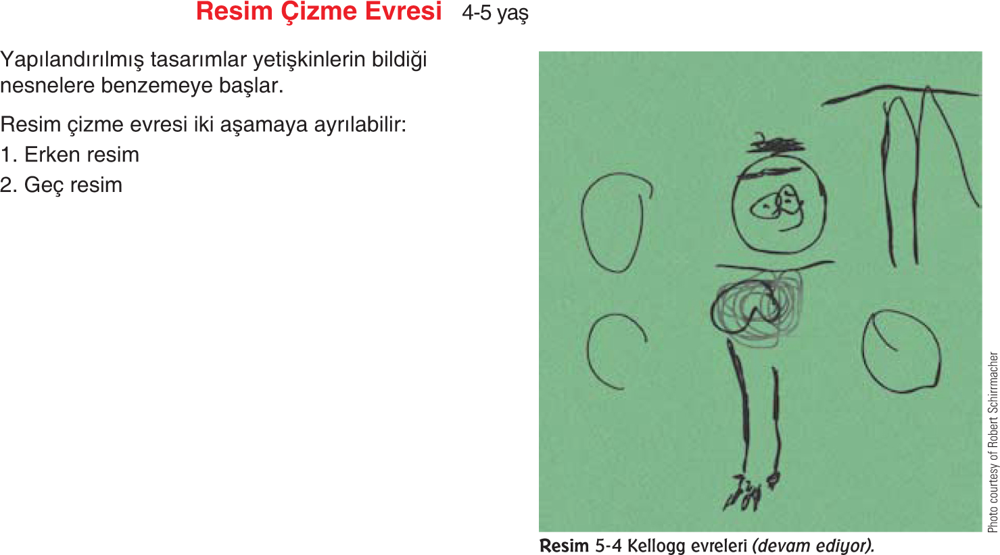 Resim Çizme Evresi 4-5 yaş
Yapılandırılmış tasarımlar yetişkinlerin bildiği
nesnelere benzemeye başlar.
Resim çizme evresi iki aşamaya ayrılabilir:
1. Erken resim
2. Geç resim
Photo courtesy of Robert Schirrmacher
Resim 5-4 Kellogg evreleri (devam ediyor).